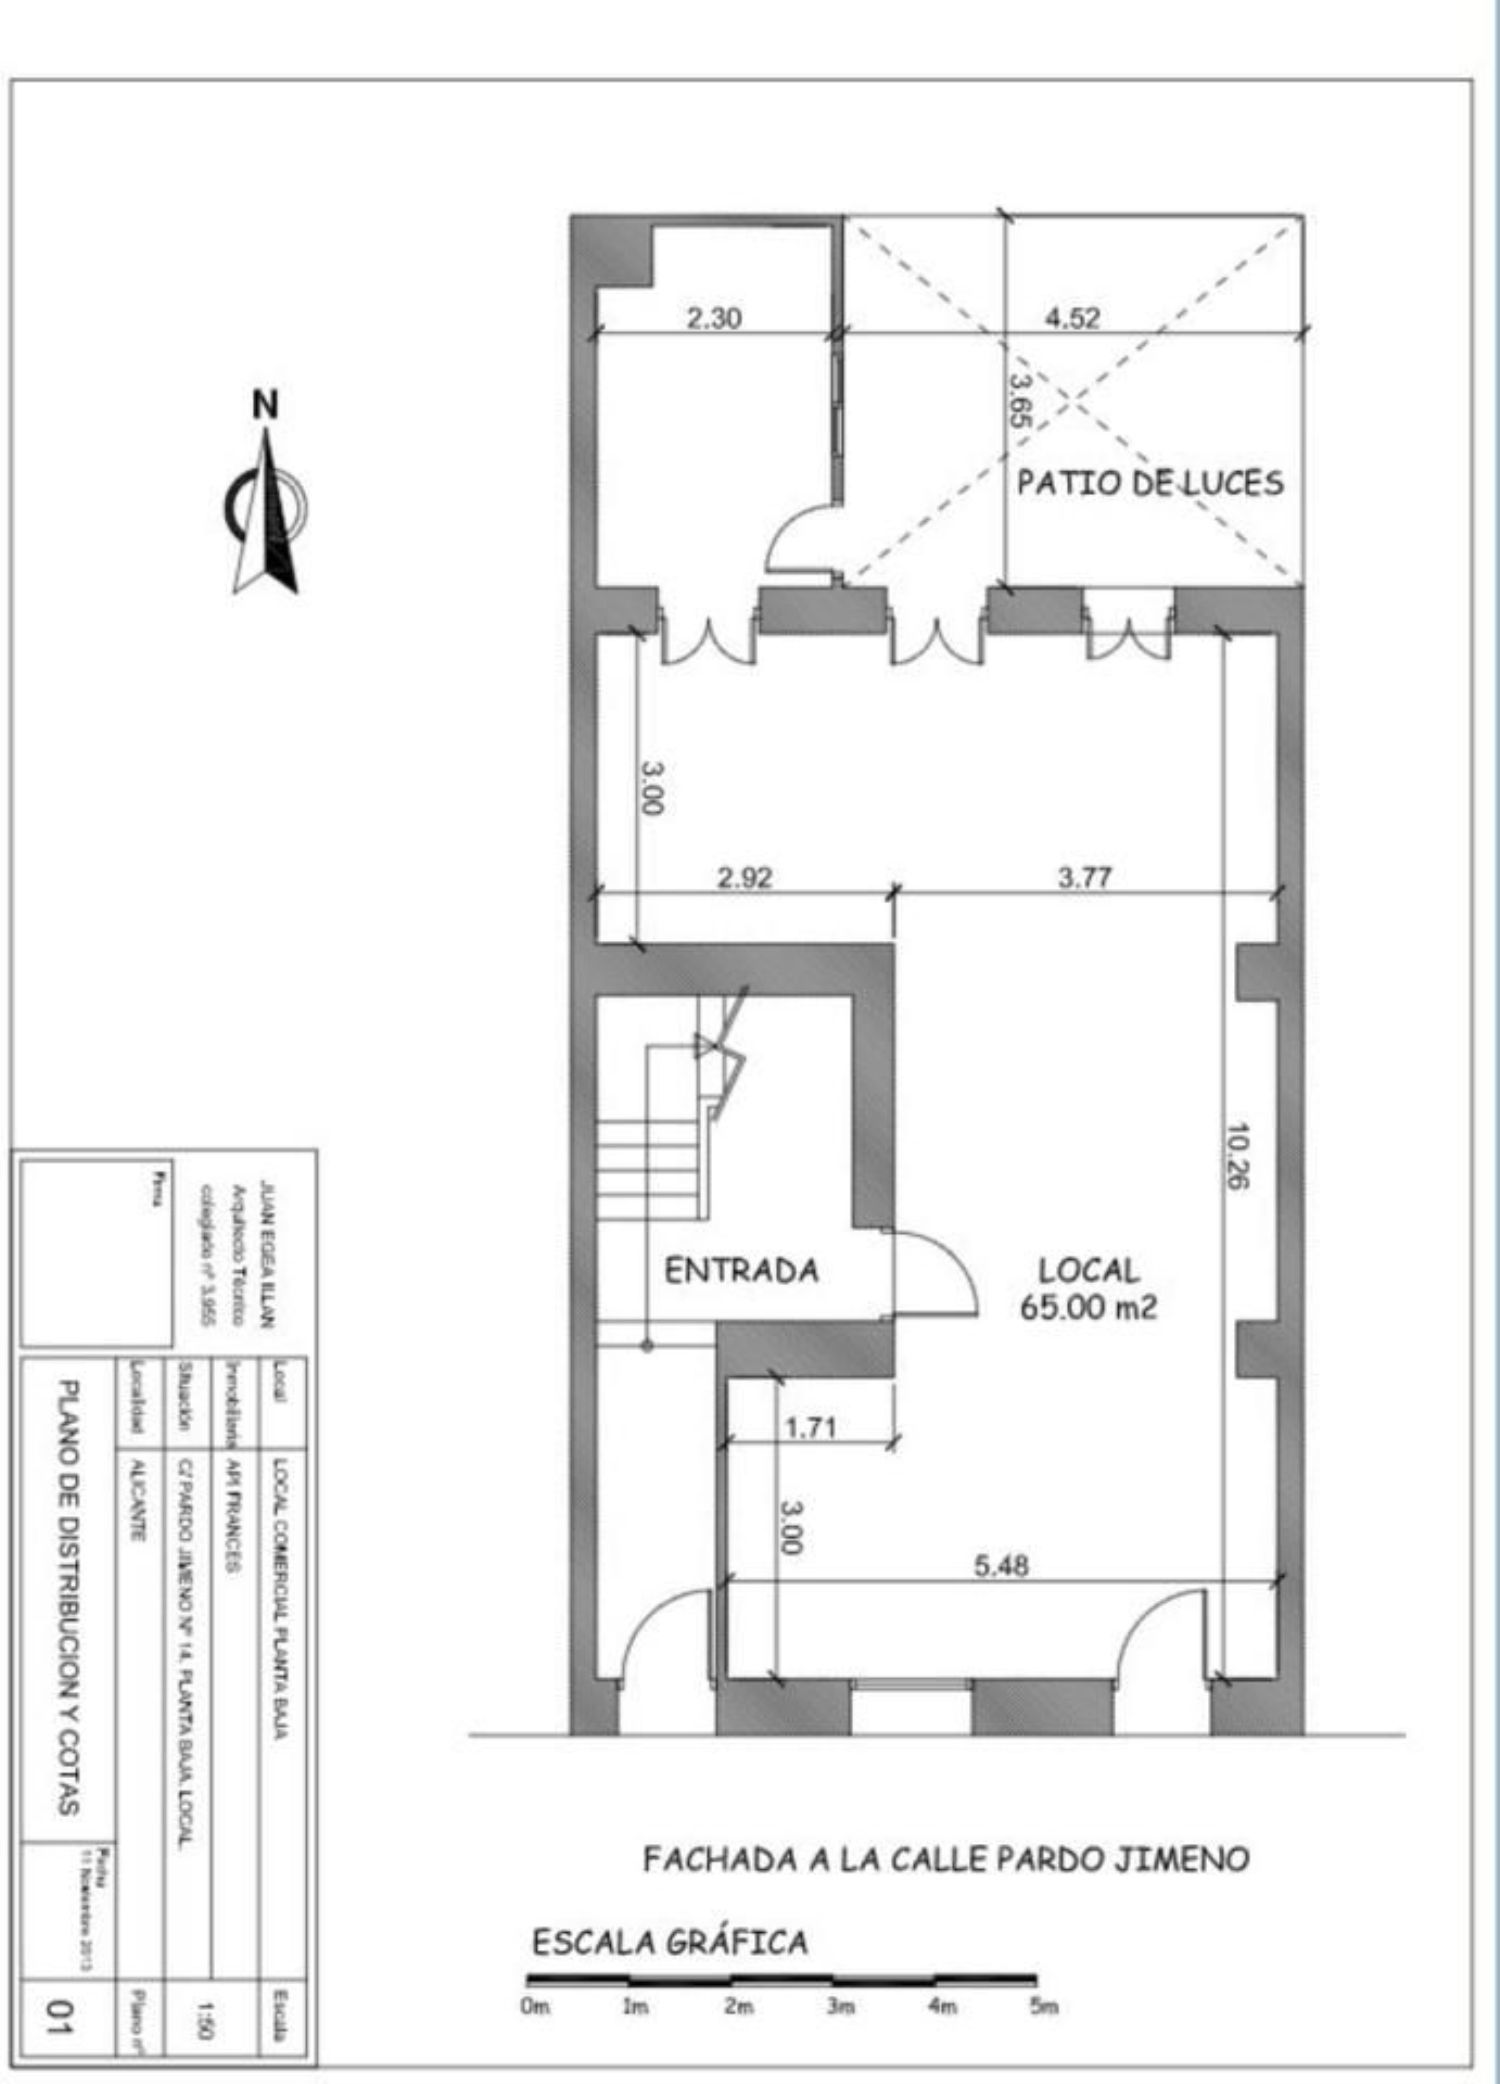 2.30
4.52
3.65
PATIO DE LUCES
N
3.00
2.92
3.77
10.26
ENTRADA
LOCAL
65.00 m2
1.71
3.00
5.48
FACHADA A LA CALLE PARDO JIMENO
ESCALA GRÁFICA
0m 1m 2m 3m 4m 5m
JUAN EGEA ILLAN
Arquitecto Técnico
colegiado nº 3.955
Firma
Local
LOCAL COMERCIAL PLANTA BAJA
Escala
Inmobiliaria
API FRANCES
Situación
C/ PARDO JIMENO Nº 14. PLANTA BAJA. LOCAL
1:50
Localidad
ALICANTE
Plano nº
PLANO DE DISTRIBUCION Y COTAS
Fecha
11 Noviembre 2013
01